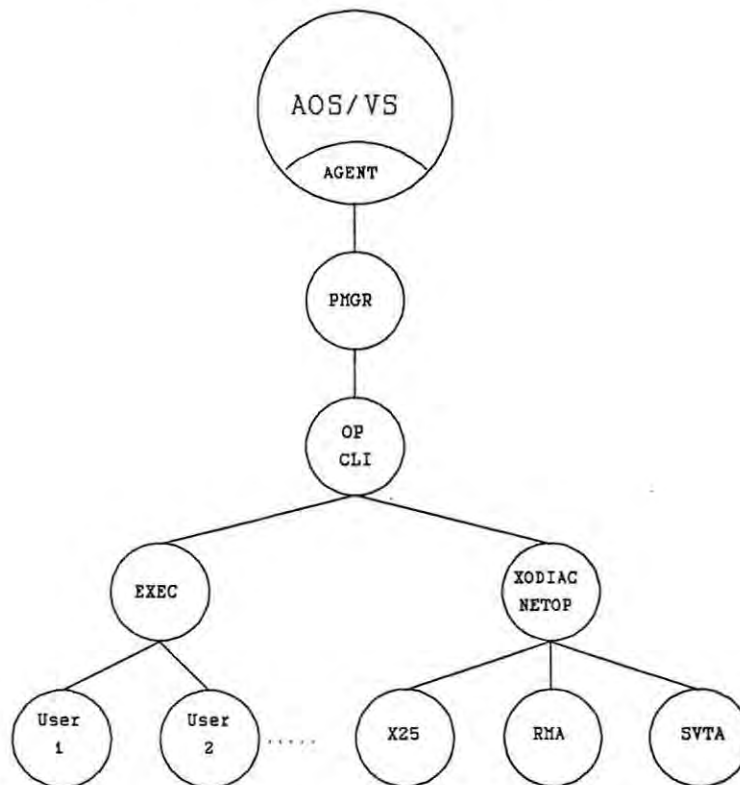 AOS/VS
AGENT
PMGR
OP
CLI
EXEC
XODIAC
NETOP
User
1
User
2
.....
X25
RMA
SVTA